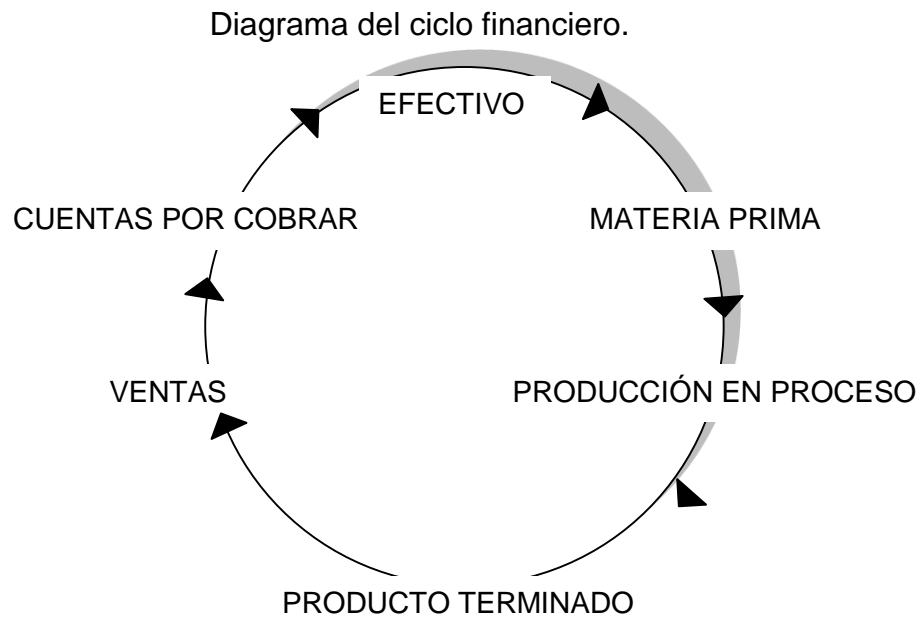 Diagrama del ciclo financiero.
EFECTIVO
CUENTAS POR COBRAR
MATERIA PRIMA
VENTAS
PRODUCCIÓN EN PROCESO
PRODUCTO TERMINADO